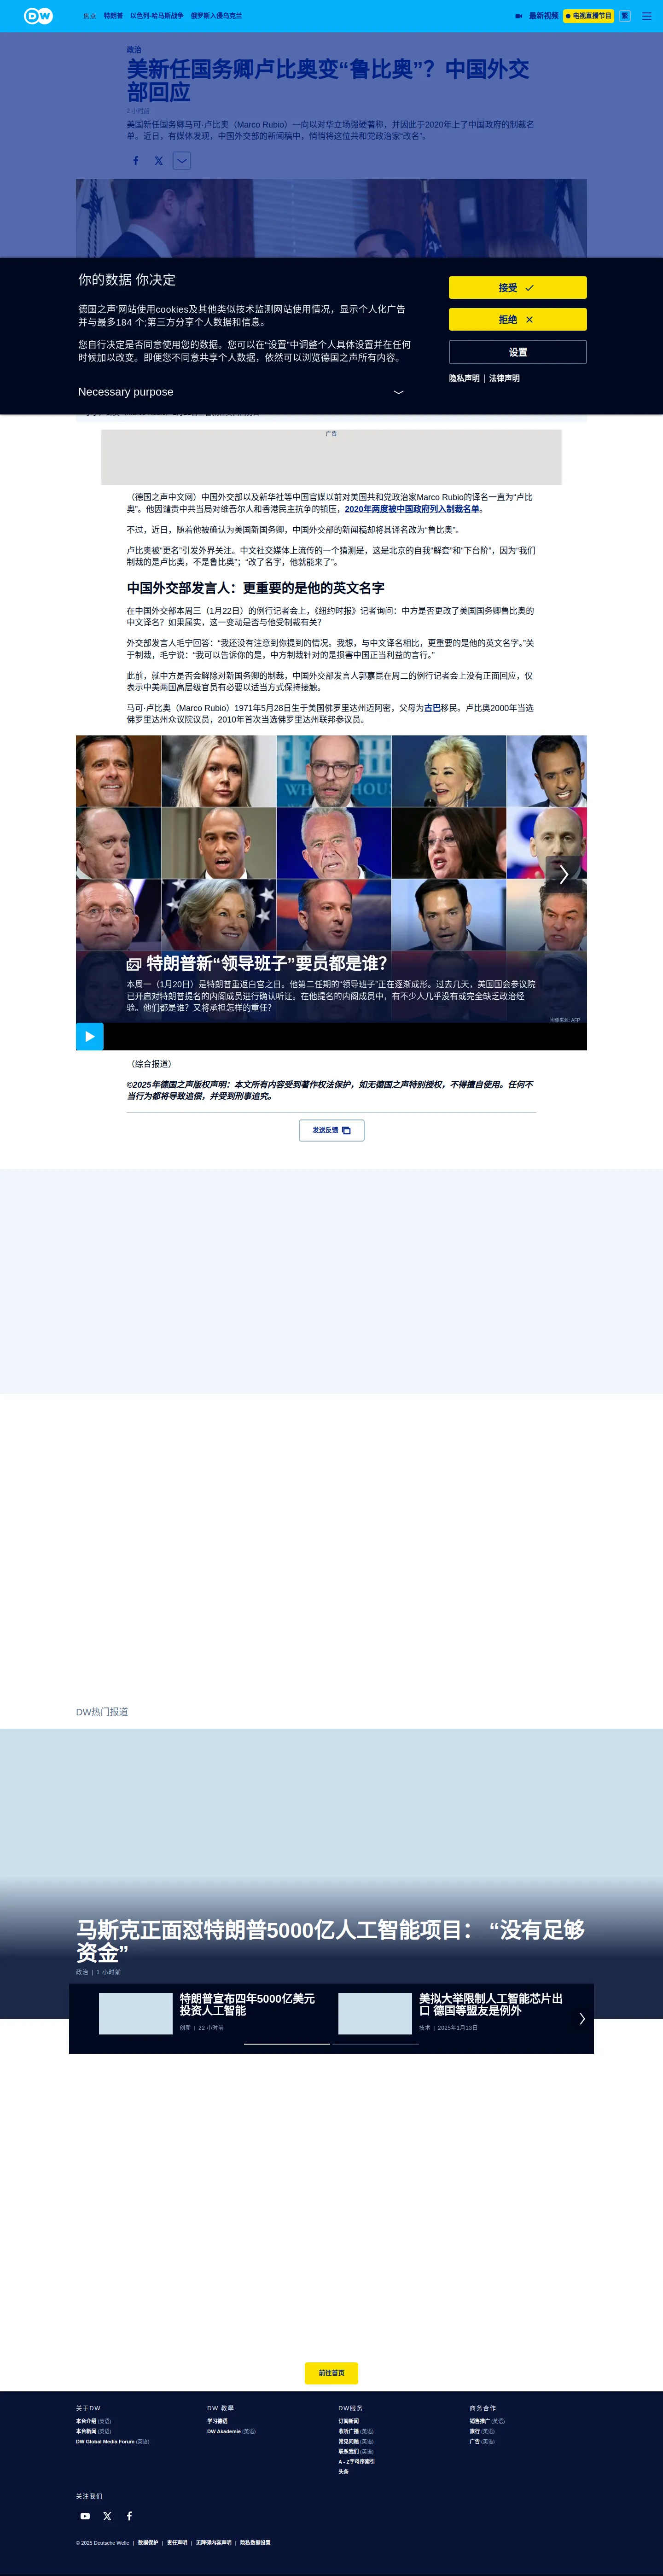 DW
焦点 特朗普 以色列-哈马斯战争 俄罗斯入侵乌克兰
最新视频 电视直播节目 繁
政治
美新任国务卿卢比奥变“鲁比奥”？中国外交
部回应
2 小时前
美国新任国务卿马可·卢比奥（Marco Rubio）一向以对华立场强硬著称，并因此于2020年上了中国政府的制裁名
单。近日，有媒体发现，中国外交部的新闻稿中，悄悄将这位共和党政治家“改名”。
你的数据 你决定
德国之声'网站使用cookies及其他类似技术监测网站使用情况，显示个人化广告
并与最多184 个;第三方分享个人数据和信息。
您自行决定是否同意使用您的数据。您可以在“设置”中调整个人具体设置并在任何
时候加以改变。即便您不同意共享个人数据，依然可以浏览德国之声所有内容。
Necessary purpose
接受
拒绝
设置
隐私声明 | 法律声明
广告
（德国之声中文网）中国外交部以及新华社等中国官媒以前对美国共和党政治家Marco Rubio的译名一直为“卢比
奥”。他因谴责中共当局对维吾尔人和香港民主抗争的镇压，2020年两度被中国政府列入制裁名单。
不过，近日，随着他被确认为美国新国务卿，中国外交部的新闻稿却将其译名改为“鲁比奥”。
卢比奥被“更名”引发外界关注。中文社交媒体上流传的一个猜测是，这是北京的自我“解套”和“下台阶”，因为“我们
制裁的是卢比奥，不是鲁比奥”；“改了名字，他就能来了”。
中国外交部发言人：更重要的是他的英文名字
在中国外交部本周三（1月22日）的例行记者会上，《纽约时报》记者询问：中方是否更改了美国国务卿鲁比奥的
中文译名？如果属实，这一变动是否与他受制裁有关？
外交部发言人毛宁回答：“我还没有注意到你提到的情况。我想，与中文译名相比，更重要的是他的英文名字。”关
于制裁，毛宁说：“我可以告诉你的是，中方制裁针对的是损害中国正当利益的言行。”
此前，就中方是否会解除对新国务卿的制裁，中国外交部发言人郭嘉昆在周二的例行记者会上没有正面回应，仅
表示中美两国高层级官员有必要以适当方式保持接触。
马可·卢比奥（Marco Rubio）1971年5月28日生于美国佛罗里达州迈阿密，父母为古巴移民。卢比奥2000年当选
佛罗里达州众议院议员，2010年首次当选佛罗里达州联邦参议员。
特朗普新“领导班子”要员都是谁？
本周一（1月20日）是特朗普重返白宫之日。他第二任期的“领导班子”正在逐渐成形。过去几天，美国国会参议院
已开启对特朗普提名的内阁成员进行确认听证。在他提名的内阁成员中，有不少人几乎没有或完全缺乏政治经
验。他们都是谁？又将承担怎样的重任？
图像来源: AFP
（综合报道）
©2025年德国之声版权声明：本文所有内容受到著作权法保护，如无德国之声特别授权，不得擅自使用。任何不
当行为都将导致追偿，并受到刑事追究。
发送反馈
DW热门报道
马斯克正面怼特朗普5000亿人工智能项目： “没有足够
资金”
政治 | 1 小时前
特朗普宣布四年5000亿美元
投资人工智能
创新 | 22 小时前
美拟大举限制人工智能芯片出
口 德国等盟友是例外
技术 | 2025年1月13日
前往首页
关于DW
本台介绍 (英语)
本台新闻 (英语)
DW Global Media Forum (英语)
DW 教學
学习德语
DW Akademie (英语)
DW服务
订阅新闻
收听广播 (英语)
常见问题 (英语)
联系我们 (英语)
A - Z字母序索引
头条
商务合作
销售推广 (英语)
旅行 (英语)
广告 (英语)
关注我们
© 2025 Deutsche Welle | 数据保护 | 责任声明 | 无障碍内容声明 | 隐私数据设置